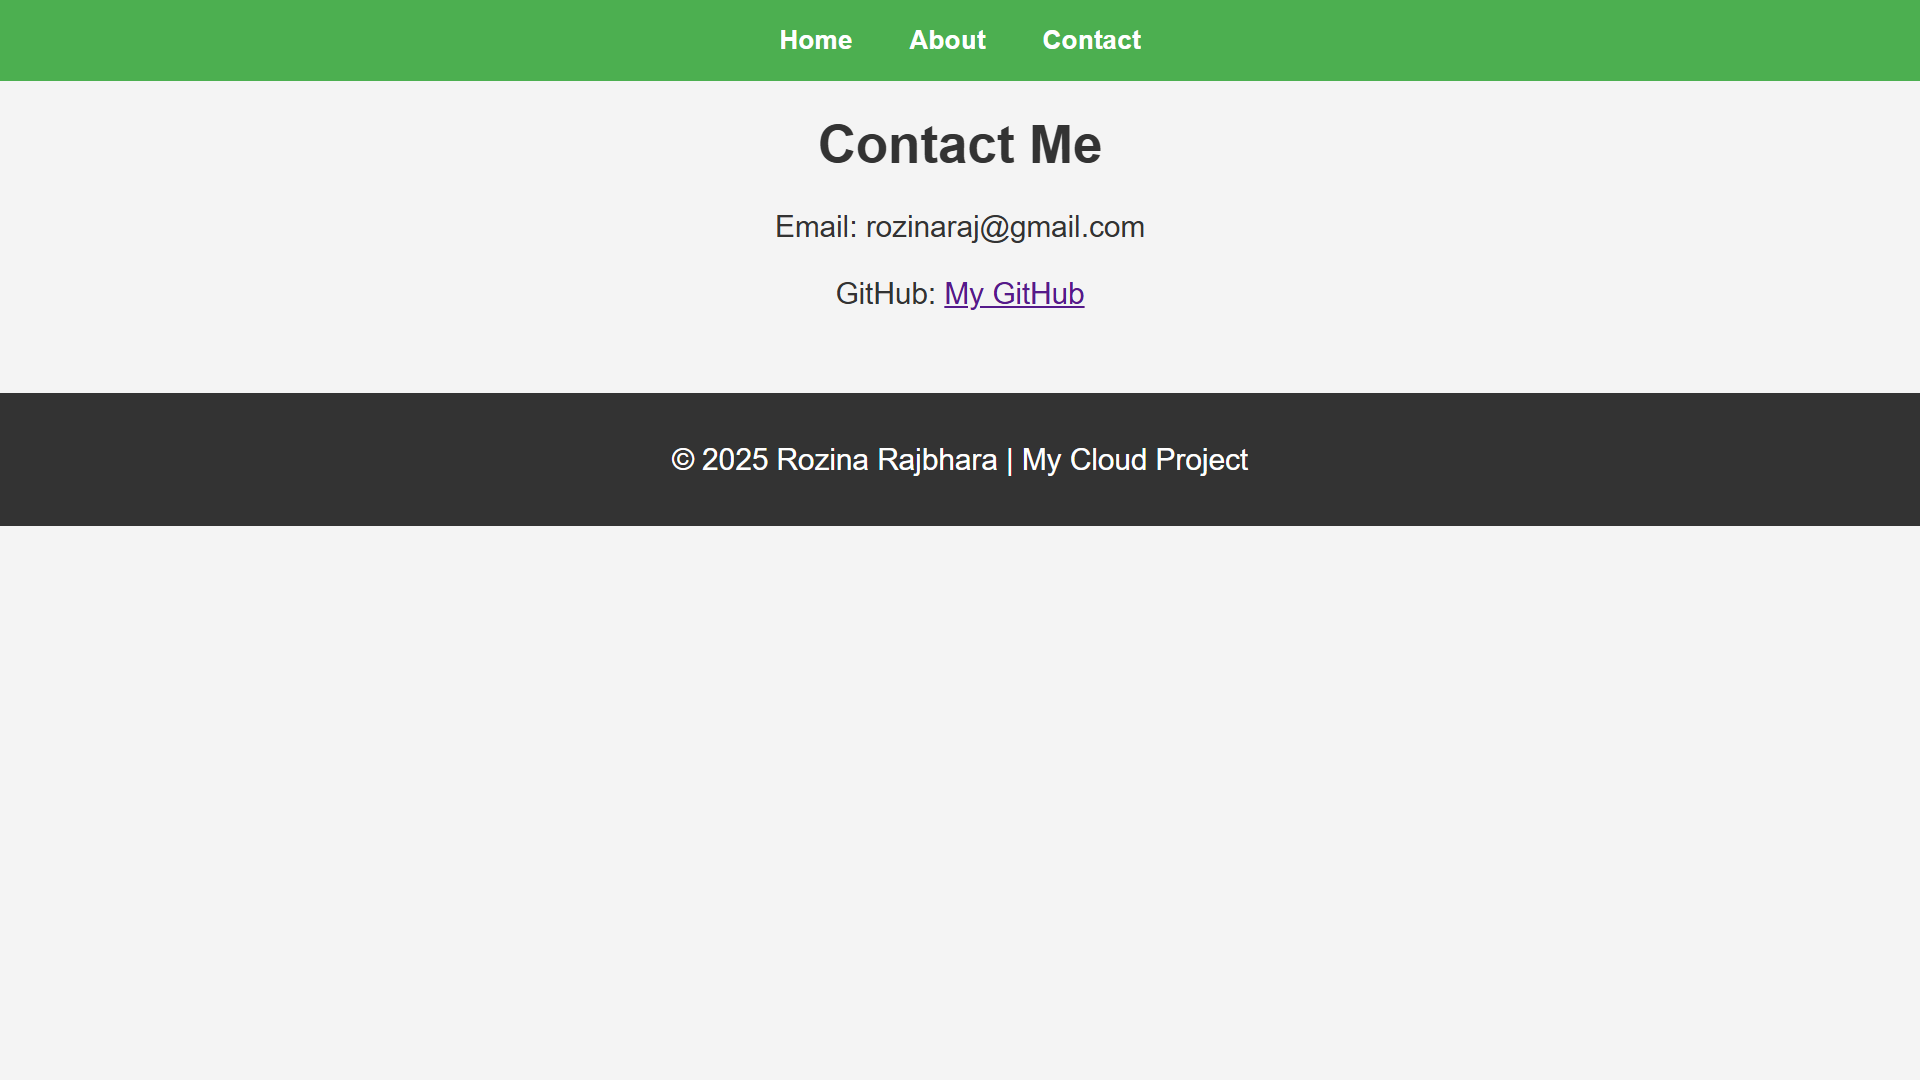 Home About Contact
Contact Me
Email: rozinaraj@gmail.com
GitHub: My GitHub
© 2025 Rozina Rajbhara | My Cloud Project